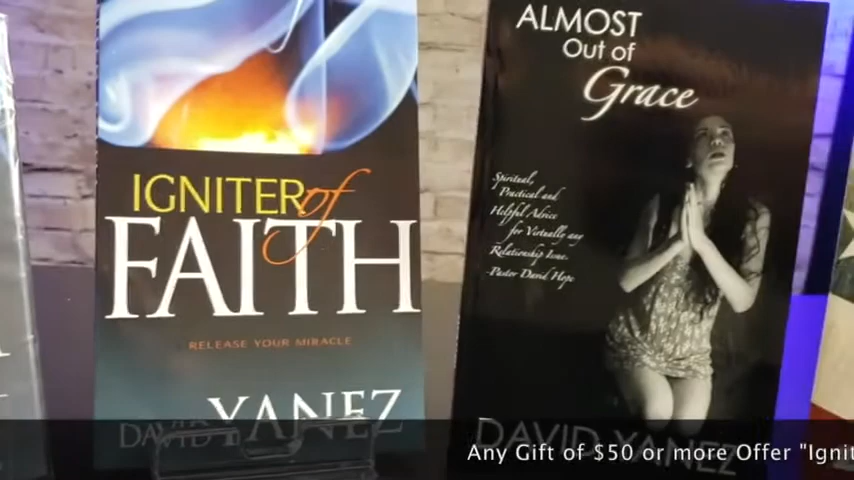 IGNITER of
FAITH
RELEASE YOUR MIRACLE
DAVID YANEZ
ALMOST
Out of
Grace
Spiritual,
Practical and
Helpful Advice
for Virtually any
Relationship Issue.
-Pastor David Hope
DAVID YANEZ
Any Gift of $50 or more Offer "Ignit